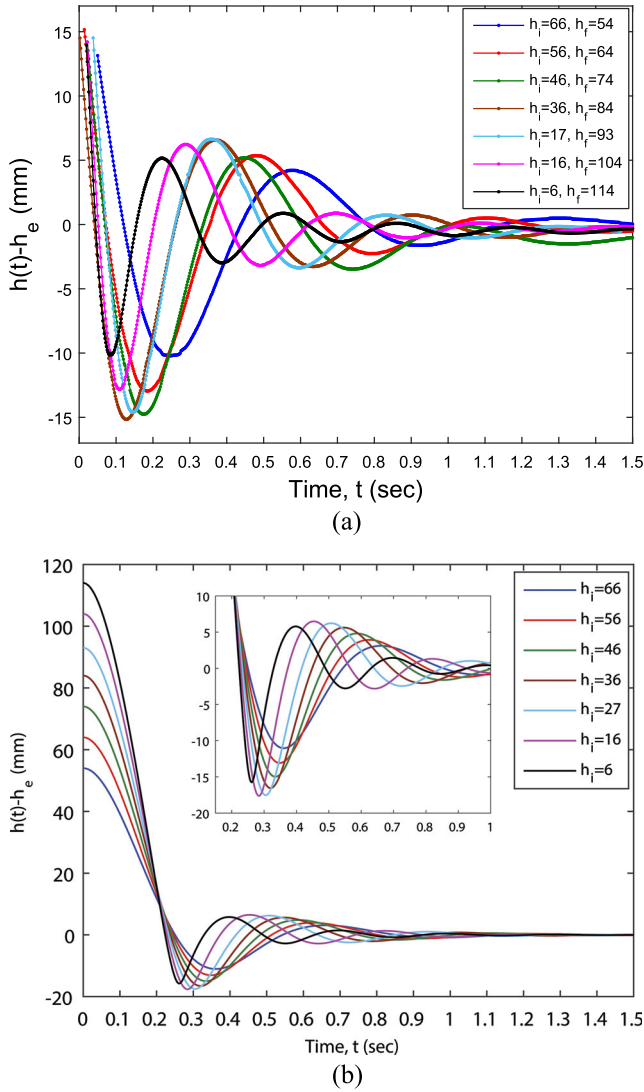 15
10
5
0
-5
-10
-15
h(t)-h_e (mm)
h_i=66, h_f=54
h_i=56, h_f=64
h_i=46, h_f=74
h_i=36, h_f=84
h_i=17, h_f=93
h_i=16, h_f=104
h_i=6, h_f=114
0 0.1 0.2 0.3 0.4 0.5 0.6 0.7 0.8 0.9 1 1.1 1.2 1.3 1.4 1.5
Time, t (sec)
(a)
120
100
80
60
40
20
0
-20
h(t)-h_e (mm)
10
5
0
-5
-10
-15
-20
0.2 0.3 0.4 0.5 0.6 0.7 0.8 0.9 1
h_i=66
h_i=56
h_i=46
h_i=36
h_i=27
h_i=16
h_i=6
0 0.1 0.2 0.3 0.4 0.5 0.6 0.7 0.8 0.9 1 1.1 1.2 1.3 1.4 1.5
Time, t (sec)
(b)